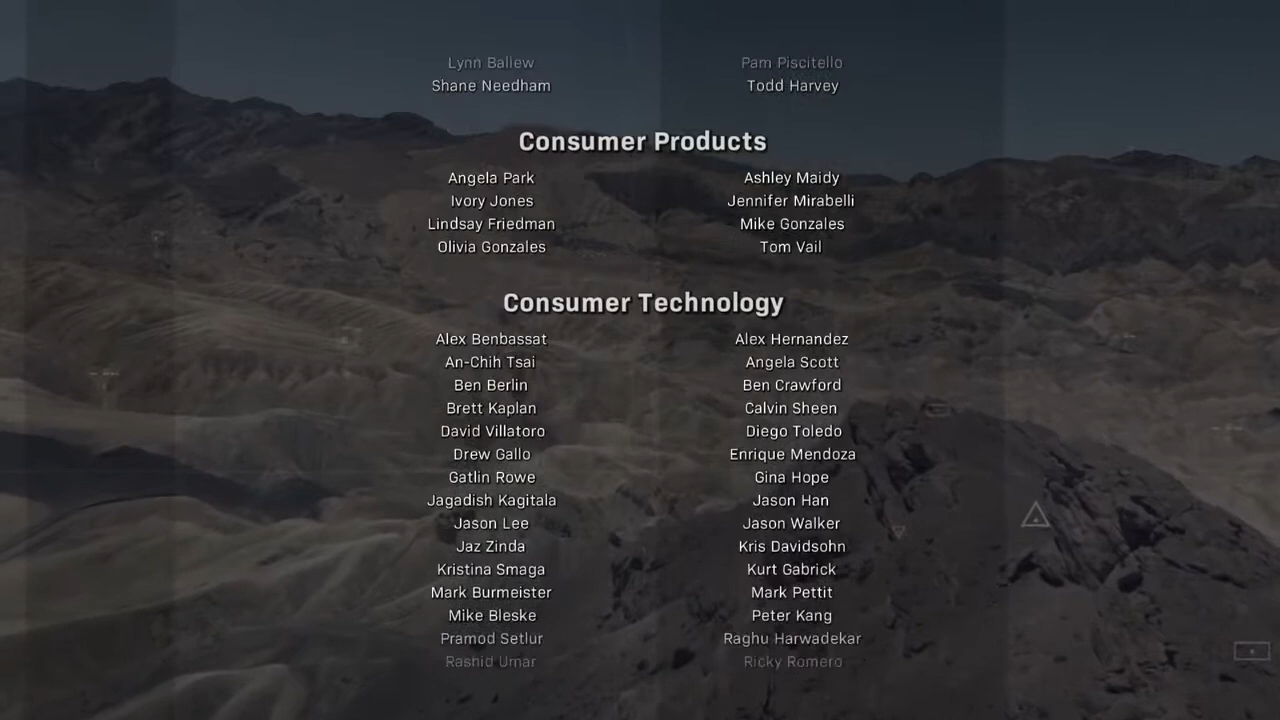 Lynn Ballew Pam Piscitello
Shane Needham Todd Harvey
Consumer Products
Angela Park Ashley Maidy
Ivory Jones Jennifer Mirabelli
Lindsay Friedman Mike Gonzales
Olivia Gonzales Tom Vail
Consumer Technology
Alex Benbassat Alex Hernandez
An-Chih Tsai Angela Scott
Ben Berlin Ben Crawford
Brett Kaplan Calvin Sheen
David Villatoro Diego Toledo
Drew Gallo Enrique Mendoza
Gatlin Rowe Gina Hope
Jagadish Kagitala Jason Han
Jason Lee Jason Walker
Jaz Zinda Kris Davidsohn
Kristina Smaga Kurt Gabrick
Mark Burmeister Mark Pettit
Mike Bleske Peter Kang
Pramod Setlur Raghu Harwadekar
Rashid Umar Ricky Romero